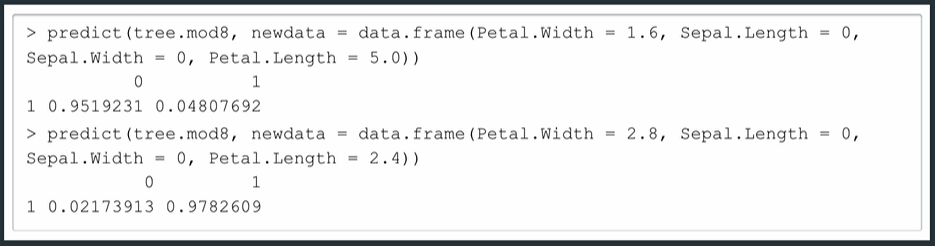 > predict(tree.mod8, newdata = data.frame(Petal.Width = 1.6, Sepal.Length = 0,
Sepal.Width = 0, Petal.Length = 5.0))
0 1
1 0.9519231 0.04807692
> predict(tree.mod8, newdata = data.frame(Petal.Width = 2.8, Sepal.Length = 0,
Sepal.Width = 0, Petal.Length = 2.4))
0 1
1 0.02173913 0.9782609